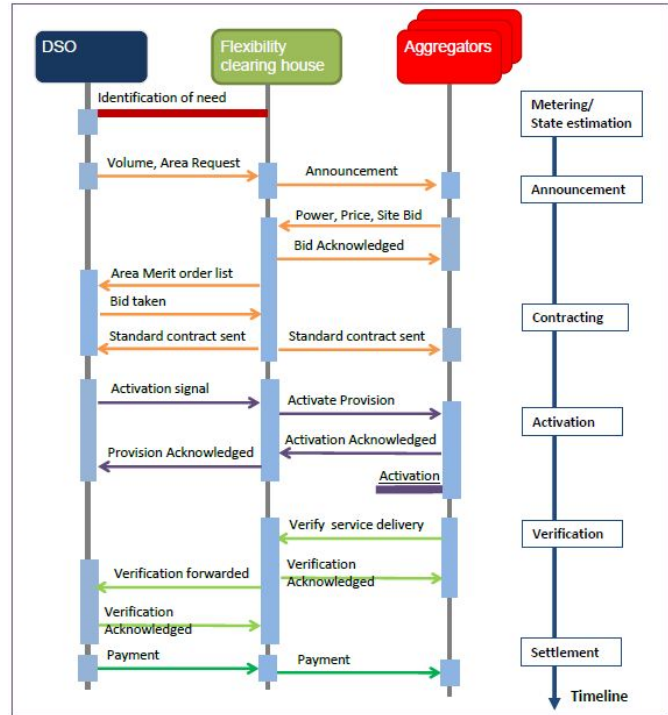 DSO
Flexibility
clearing house
Aggregators
Identification of need
Metering/
State estimation
Volume, Area Request
Announcement
Announcement
Power, Price, Site Bid
Bid Acknowledged
Area Merit order list
Bid taken
Contracting
Standard contract sent
Standard contract sent
Activation signal
Activate Provision
Activation
Activation Acknowledged
Provision Acknowledged
Activation
Verify service delivery
Verification
Verification forwarded
Verification
Acknowledged
Verification
Acknowledged
Payment
Payment
Settlement
Timeline